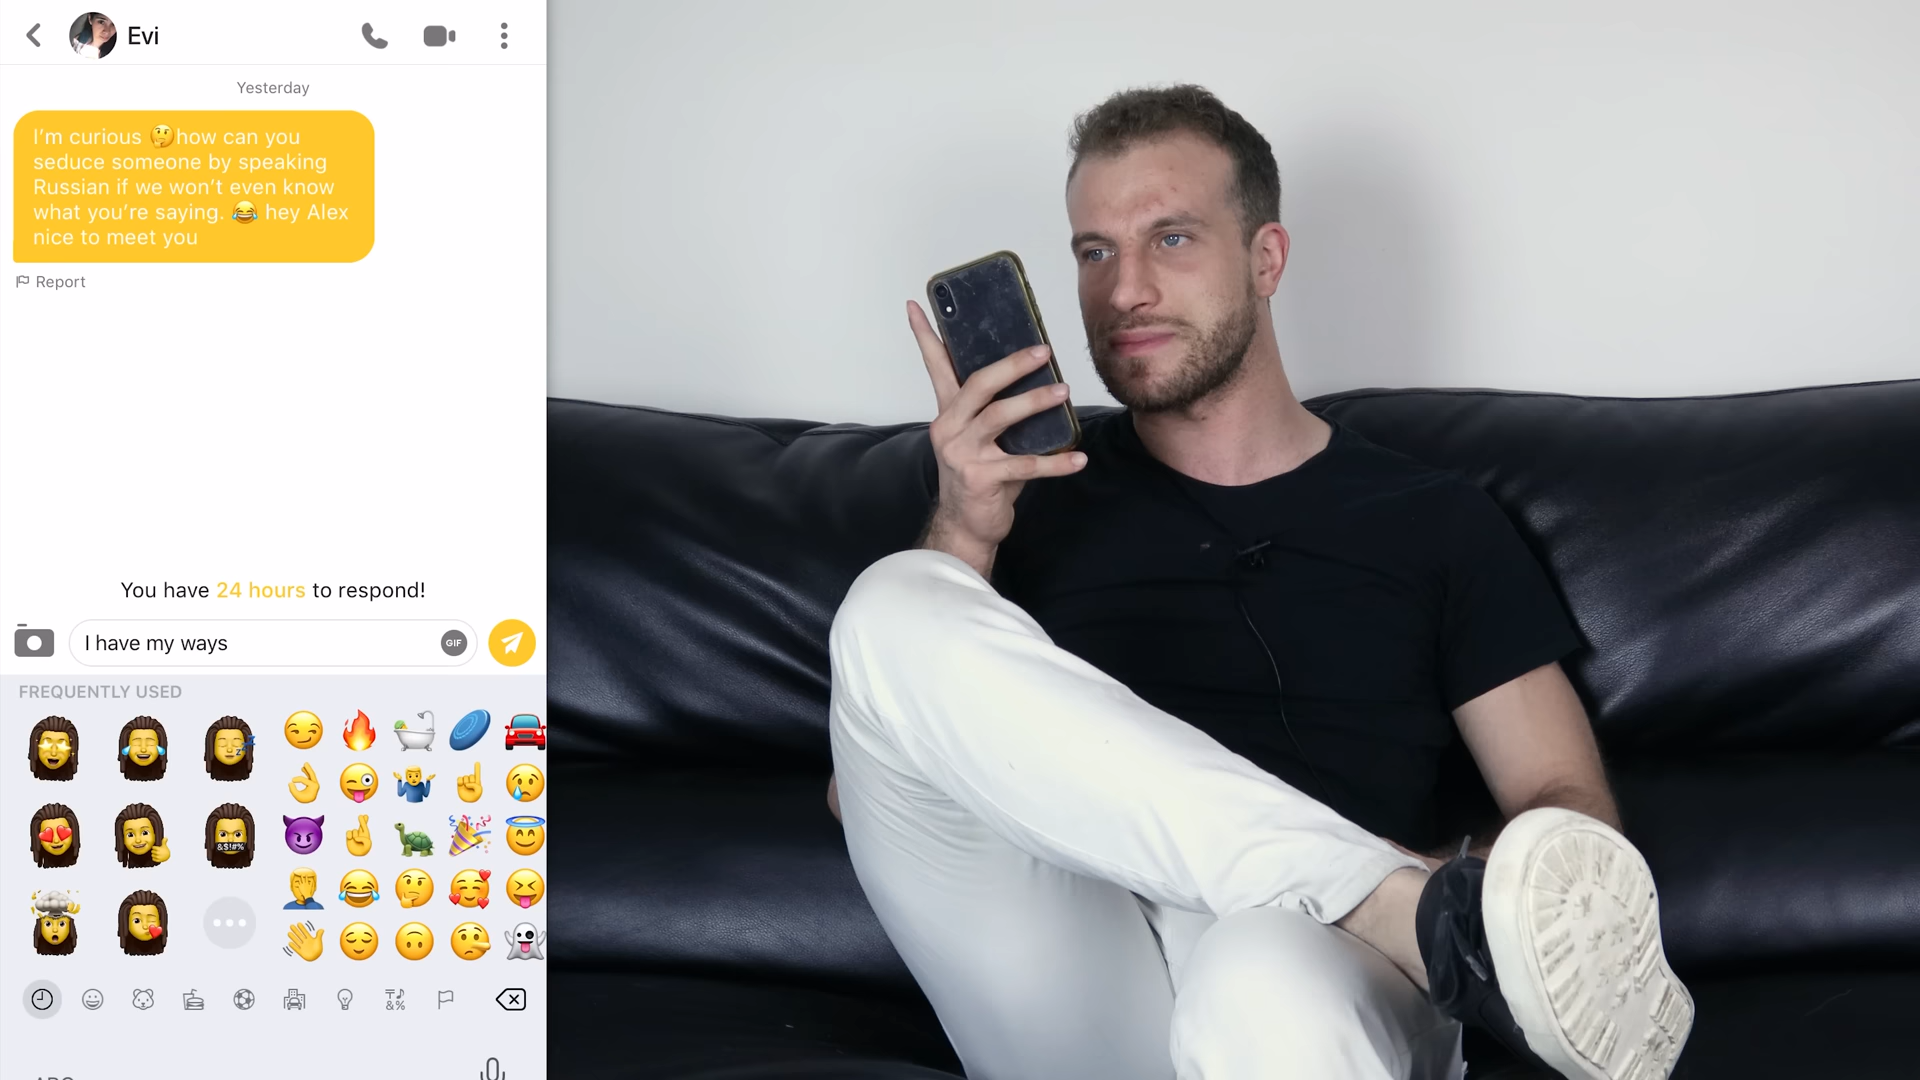 Evi
Yesterday
I'm curious 🤔how can you
seduce someone by speaking
Russian if we won't even know
what you're saying. 😂 hey Alex
nice to meet you
Report
You have 24 hours to respond!
I have my ways
GIF
FREQUENTLY USED
&$!#%